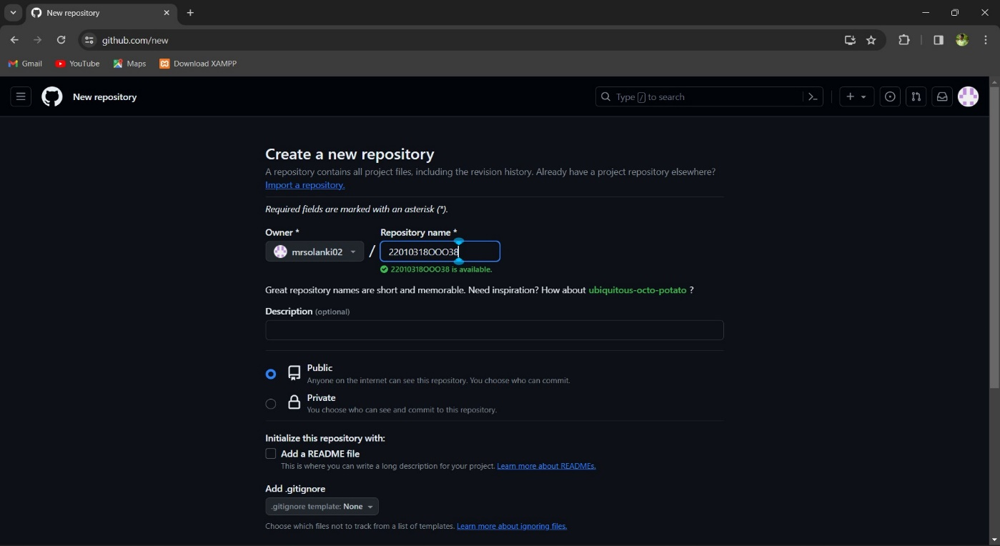 New repository
github.com/new
Gmail
YouTube
Maps
Download XAMPP
New repository
Type / to search
Create a new repository
A repository contains all project files, including the revision history. Already have a project repository elsewhere?
Import a repository.
Required fields are marked with an asterisk (*).
Owner *
Repository name *
mrsolanki02
/
22010318OOO38
22010318OOO38 is available.
Great repository names are short and memorable. Need inspiration? How about ubiquitous-octo-potato ?
Description (optional)
Public
Anyone on the internet can see this repository. You choose who can commit.
Private
You choose who can see and commit to this repository.
Initialize this repository with:
Add a README file
This is where you can write a long description for your project. Learn more about READMEs.
Add .gitignore
.gitignore template: None
Choose which files not to track from a list of templates. Learn more about ignoring files.